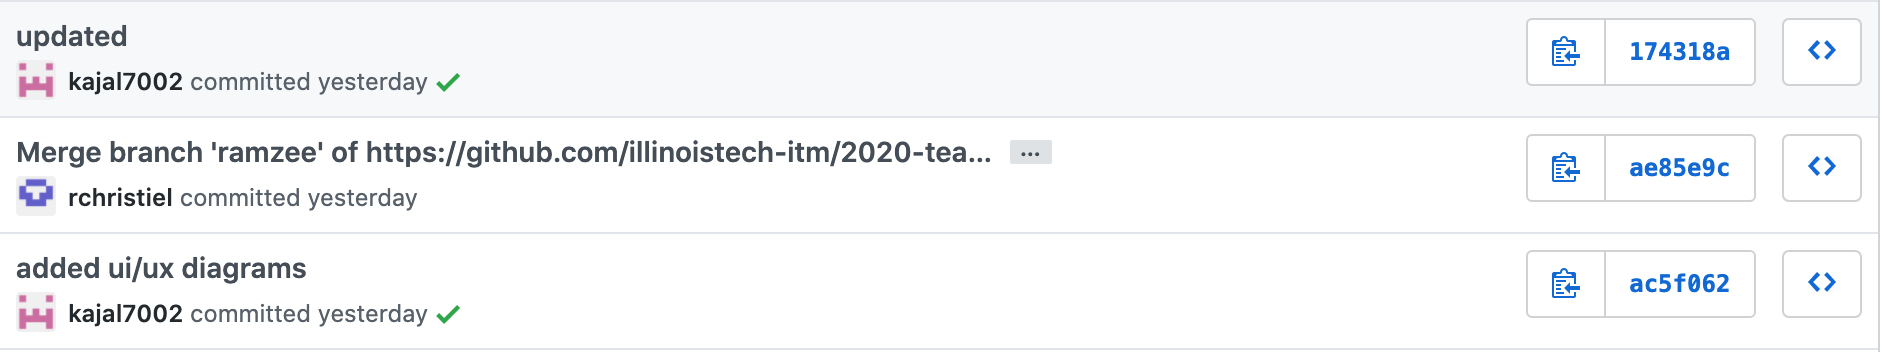 updated
kajal7002 committed yesterday
174318a
Merge branch 'ramzee' of https://github.com/illinoistech-itm/2020-tea... ...
rchristiel committed yesterday
ae85e9c
added ui/ux diagrams
kajal7002 committed yesterday
ac5f062